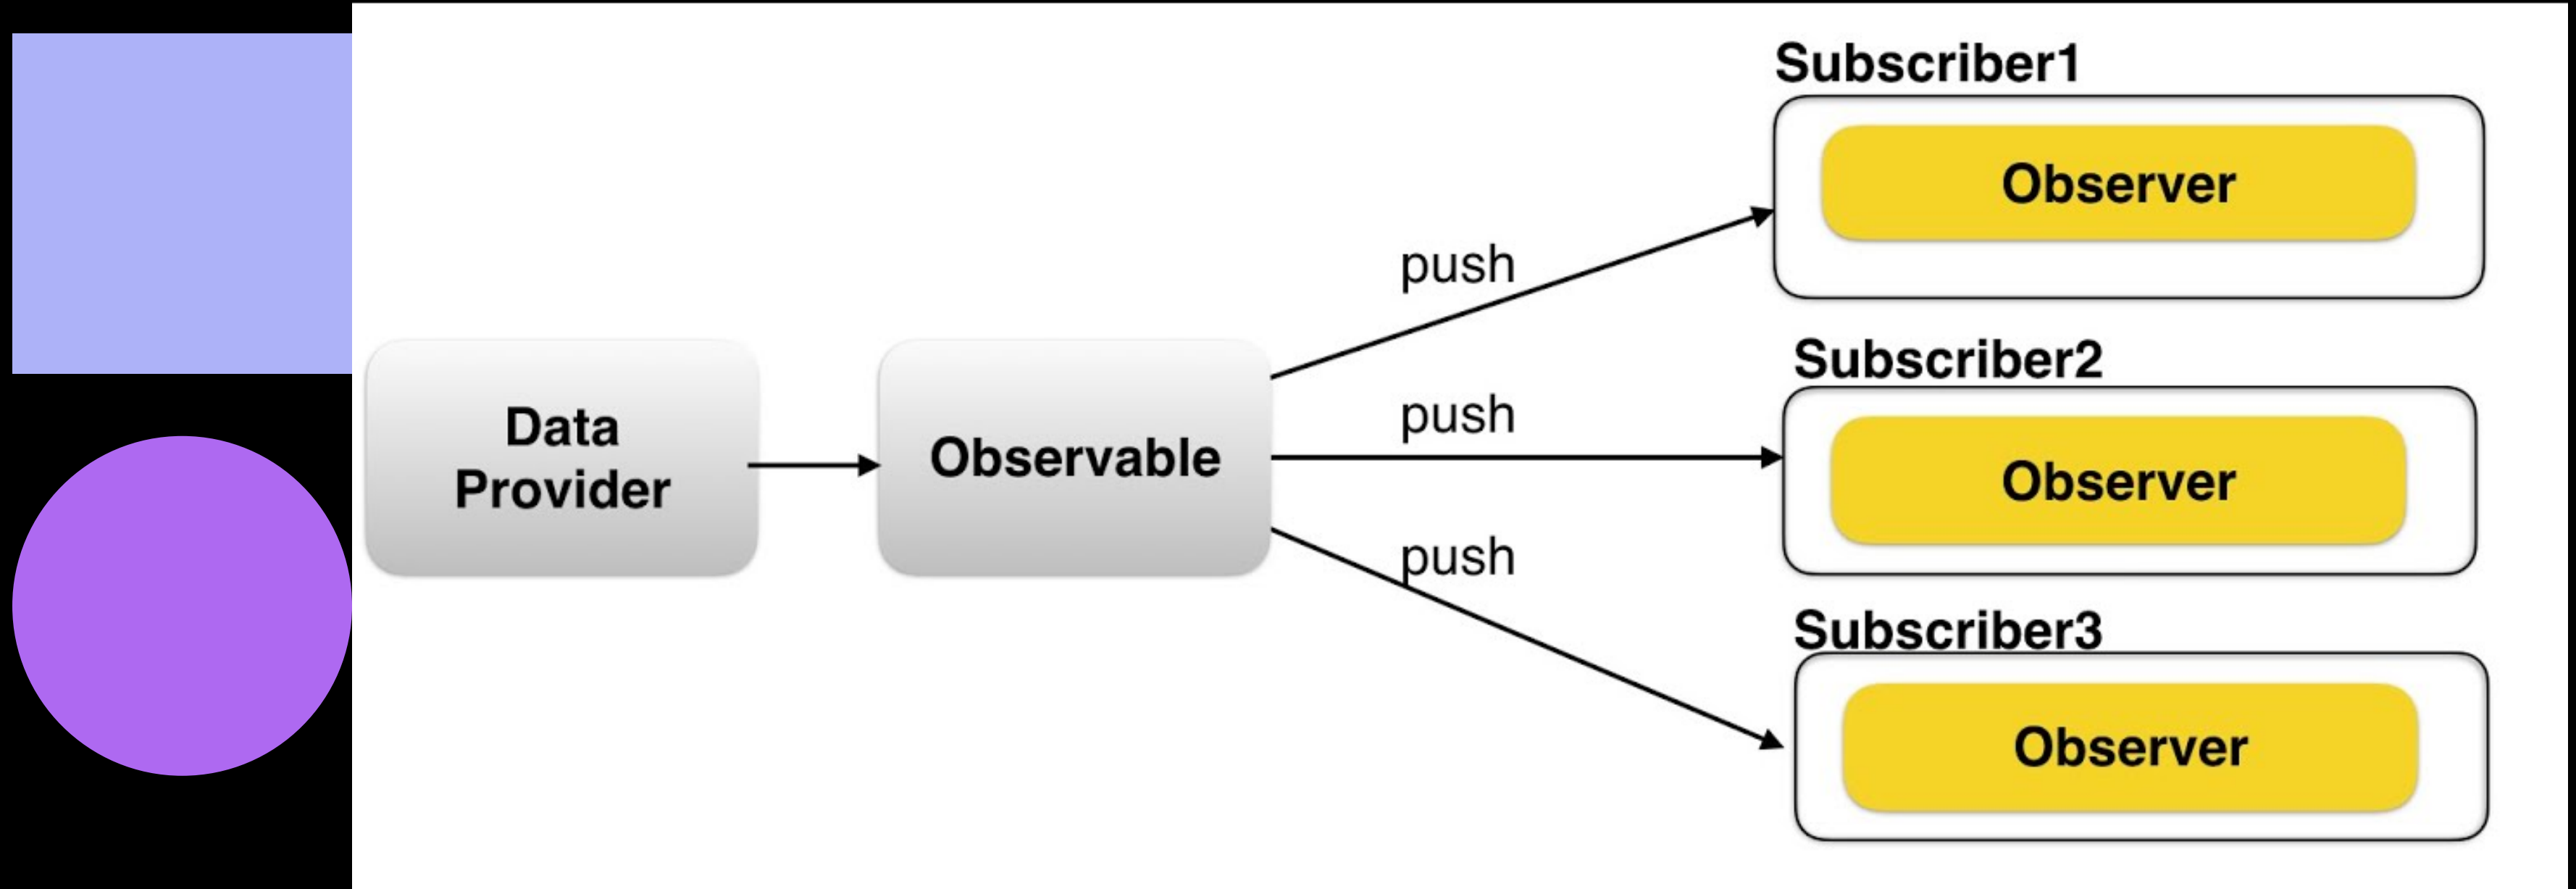 Subscriber1
Observer
push
Subscriber2
push
Data
Provider
Observable
Observer
push
Subscriber3
Observer